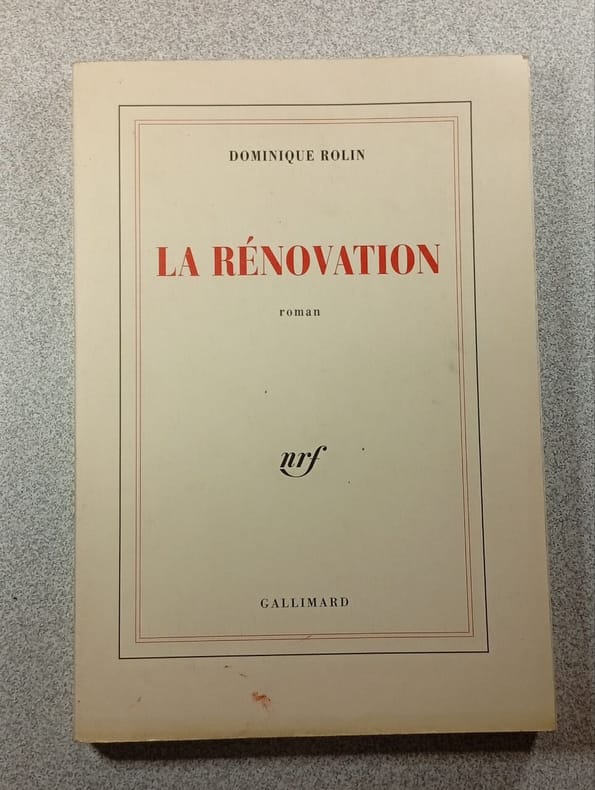 DOMINIQUE ROLIN
LA RÉNOVATION
roman
nrf
GALLIMARD